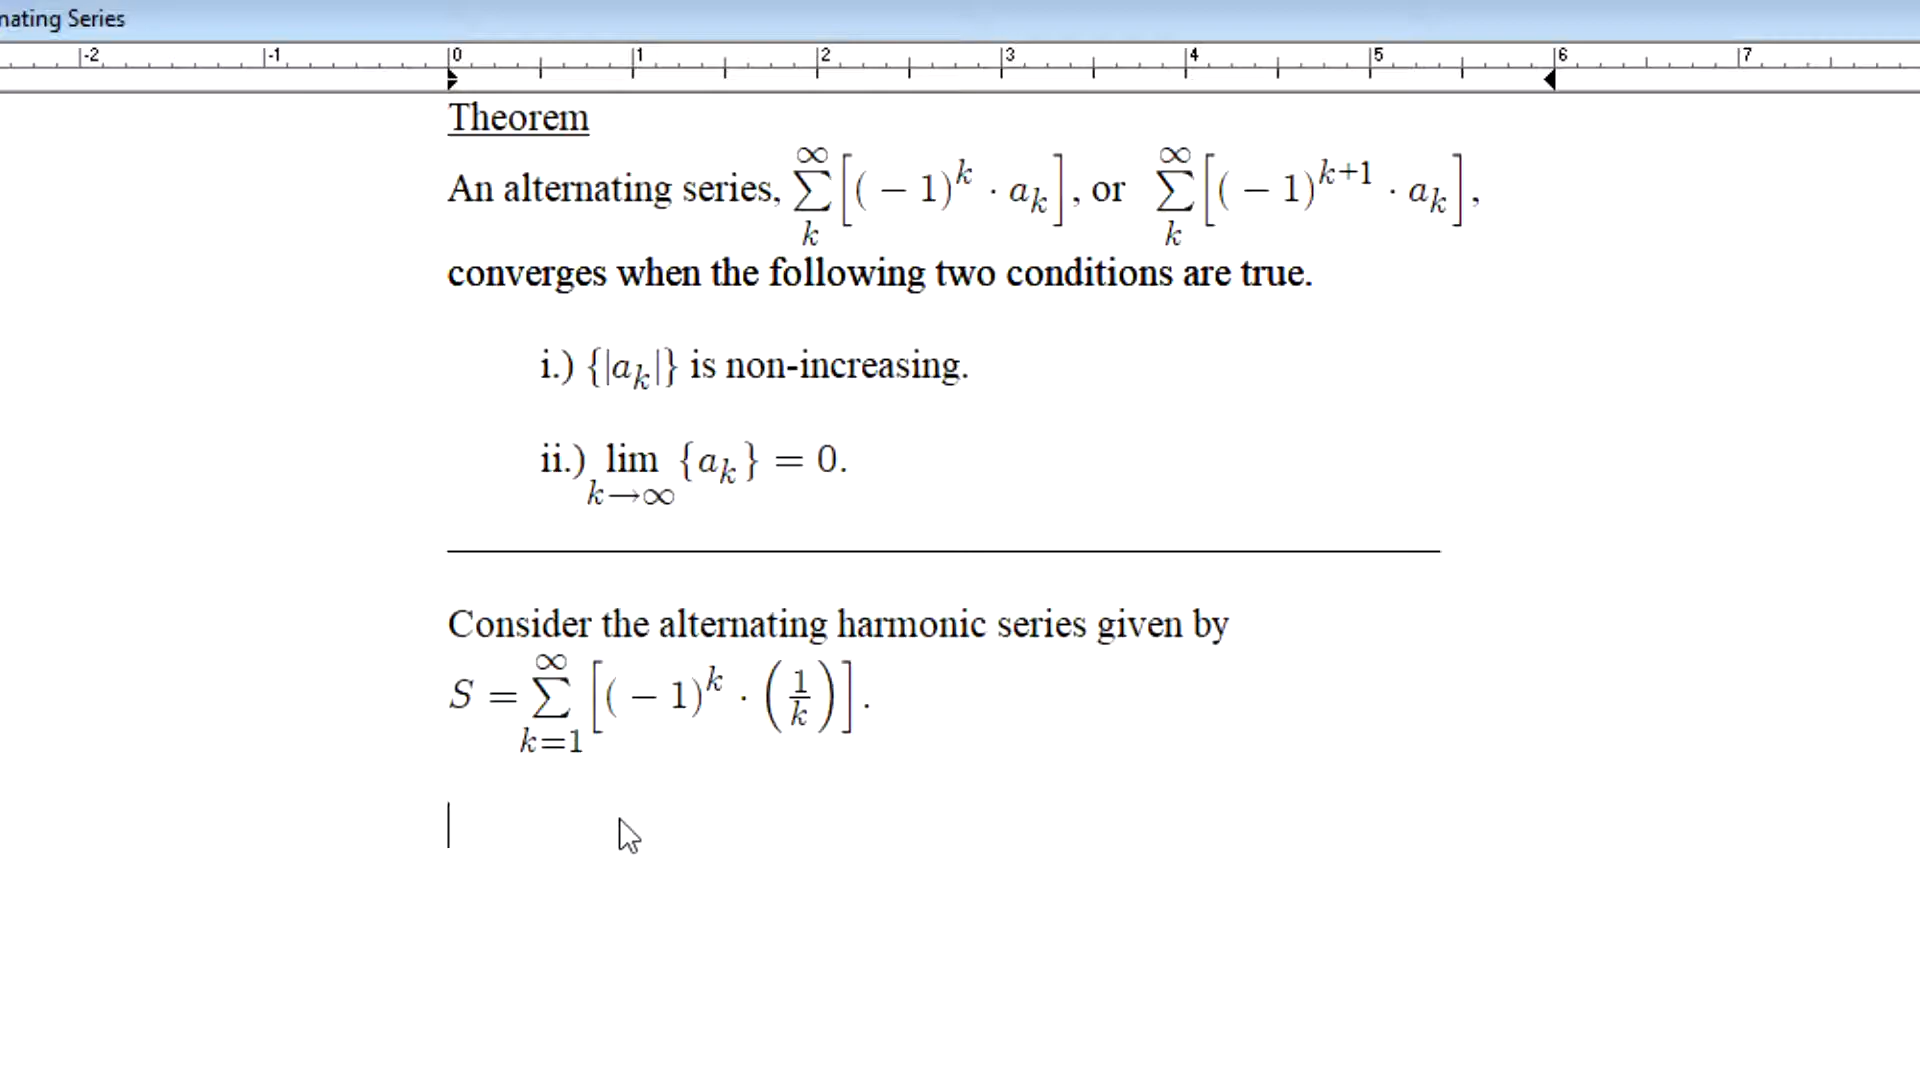 nating Series
-2 -1 0 1 2 3 4 5 6 7
Theorem
An alternating series, ∑_{k}^{∞} [(−1)^k · a_k], or ∑_{k}^{∞} [(−1)^{k+1} · a_k],
converges when the following two conditions are true.
i.) {|a_k|} is non-increasing.
ii.) lim_{k→∞} {a_k} = 0.
Consider the alternating harmonic series given by
S = ∑_{k=1}^{∞} [(−1)^k · (1/k)].